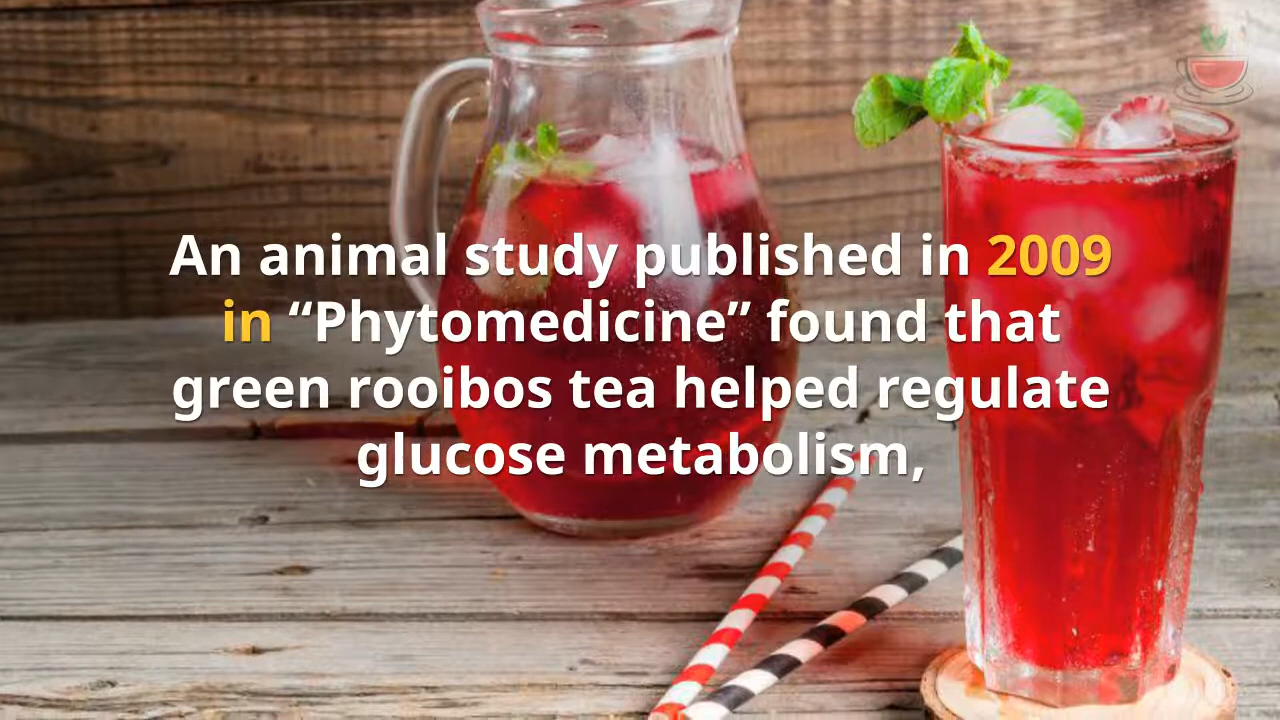 An animal study published in 2009
in “Phytomedicine” found that
green rooibos tea helped regulate
glucose metabolism,